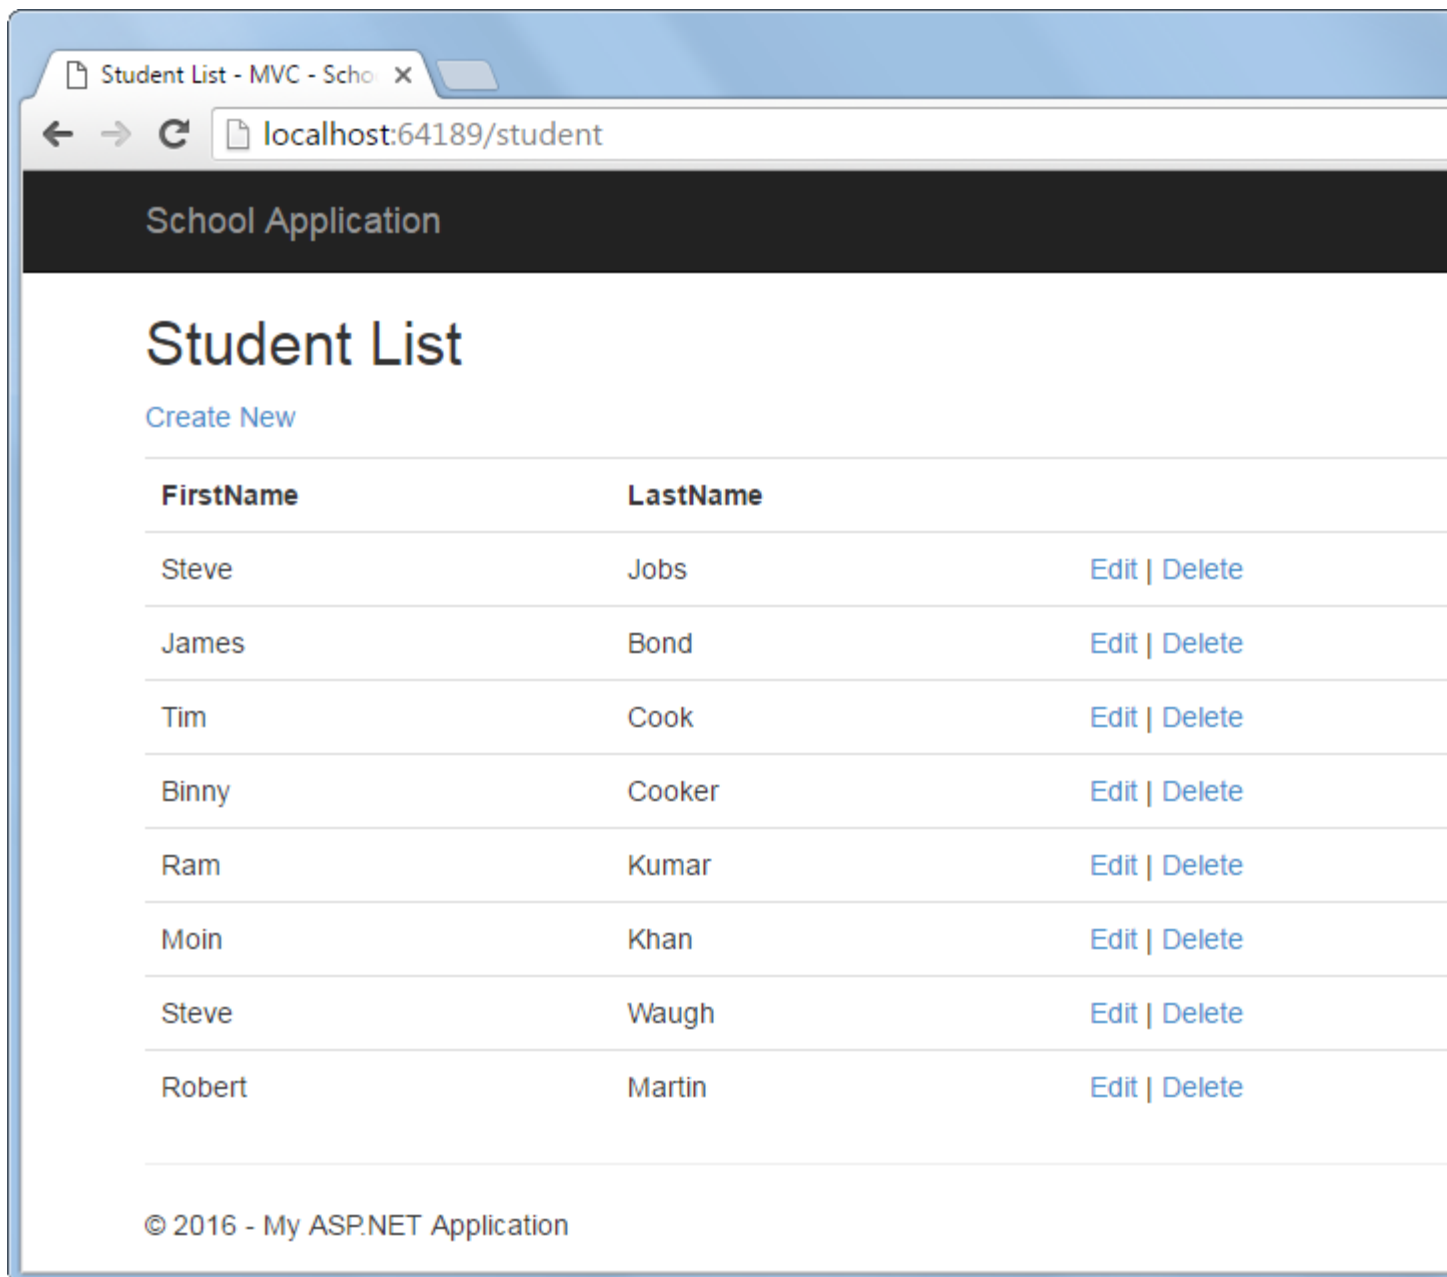 Student List - MVC - Scho
localhost:64189/student
School Application
Student List
Create New
FirstName LastName
Steve Jobs Edit | Delete
James Bond Edit | Delete
Tim Cook Edit | Delete
Binny Cooker Edit | Delete
Ram Kumar Edit | Delete
Moin Khan Edit | Delete
Steve Waugh Edit | Delete
Robert Martin Edit | Delete
© 2016 - My ASP.NET Application